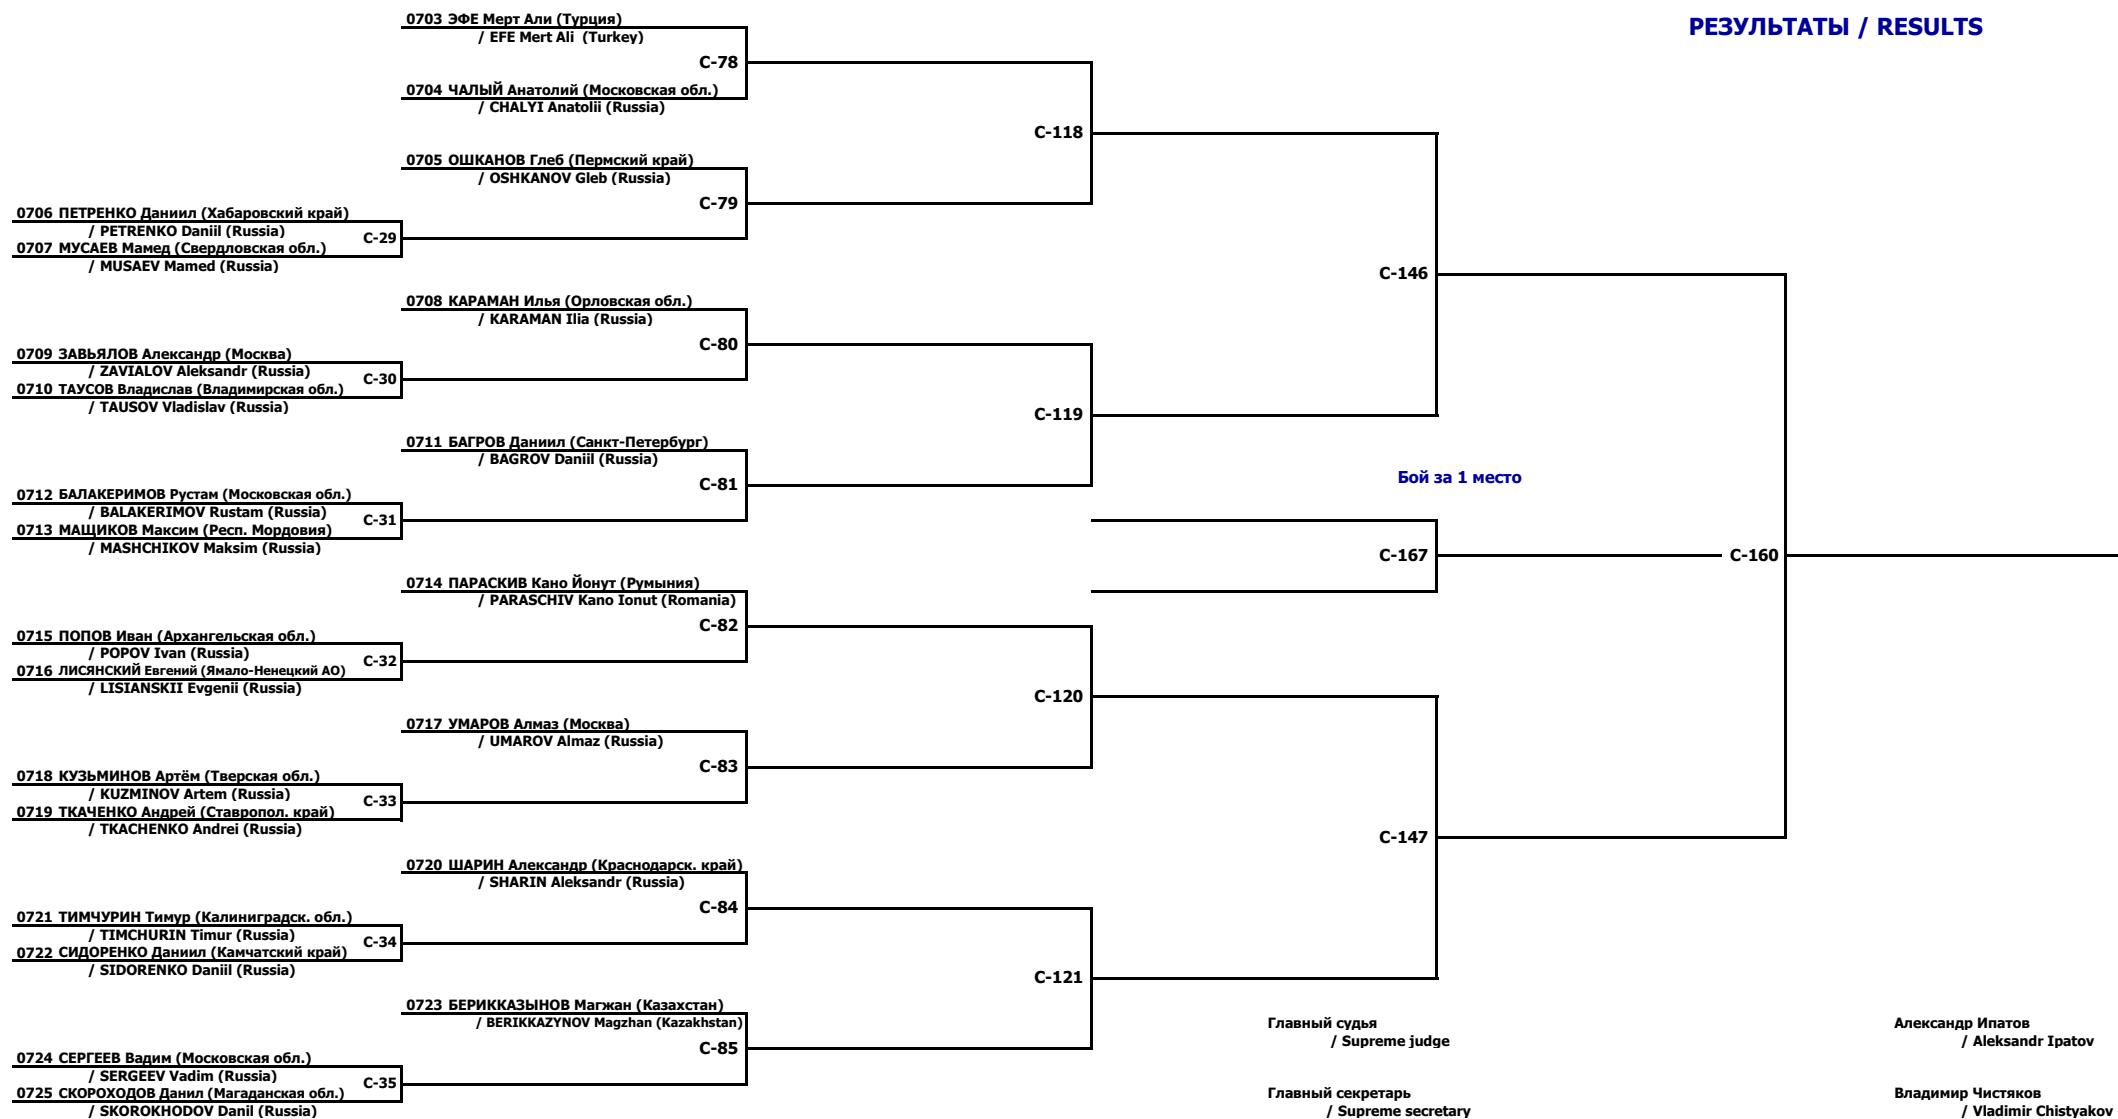 РЕЗУЛЬТАТЫ / RESULTS
0703 ЭФЕ Мерт Али (Турция)
/ EFE Mert Ali (Turkey)
C-78
0704 ЧАЛЫЙ Анатолий (Московская обл.)
/ CHALYI Anatolii (Russia)
C-118
0705 ОШКАНОВ Глеб (Пермский край)
/ OSHKANOV Gleb (Russia)
C-79
0706 ПЕТРЕНКО Даниил (Хабаровский край)
/ PETRENKO Daniil (Russia)
C-29
0707 МУСАЕВ Мамед (Свердловская обл.)
/ MUSAEV Mamed (Russia)
C-146
0708 КАРАМАН Илья (Орловская обл.)
/ KARAMAN Ilia (Russia)
C-80
0709 ЗАВЬЯЛОВ Александр (Москва)
/ ZAVIALOV Aleksandr (Russia)
C-30
0710 ТАУСОВ Владислав (Владимирская обл.)
/ TAUSOV Vladislav (Russia)
C-119
0711 БАГРОВ Даниил (Санкт-Петербург)
/ BAGROV Daniil (Russia)
C-81
Бой за 1 место
0712 БАЛАКЕРИМОВ Рустам (Московская обл.)
/ BALAKERIMOV Rustam (Russia)
C-31
0713 МАЩИКОВ Максим (Респ. Мордовия)
/ MASHCHIKOV Maksim (Russia)
C-167
C-160
0714 ПАРАСКИВ Кано Йонут (Румыния)
/ PARASCHIV Kano Ionut (Romania)
C-82
0715 ПОПОВ Иван (Архангельская обл.)
/ POPOV Ivan (Russia)
C-32
0716 ЛИСЯНСКИЙ Евгений (Ямало-Ненецкий АО)
/ LISIANSKII Evgenii (Russia)
C-120
0717 УМАРОВ Алмаз (Москва)
/ UMAROV Almaz (Russia)
C-83
0718 КУЗЬМИНОВ Артём (Тверская обл.)
/ KUZMINOV Artem (Russia)
C-33
0719 ТКАЧЕНКО Андрей (Ставропол. край)
/ TKACHENKO Andrei (Russia)
C-147
0720 ШАРИН Александр (Краснодарск. край)
/ SHARIN Aleksandr (Russia)
C-84
0721 ТИМЧУРИН Тимур (Калиниградск. обл.)
/ TIMCHURIN Timur (Russia)
C-34
0722 СИДОРЕНКО Даниил (Камчатский край)
/ SIDORENKO Daniil (Russia)
C-121
0723 БЕРИККАЗЫНОВ Магжан (Казахстан)
/ BERIKKAZYNOV Magzhan (Kazakhstan)
C-85
0724 СЕРГЕЕВ Вадим (Московская обл.)
/ SERGEEV Vadim (Russia)
C-35
0725 СКОРОХОДОВ Данил (Магаданская обл.)
/ SKOROKHODOV Danil (Russia)
Главный судья
/ Supreme judge
Александр Ипатов
/ Aleksandr Ipatov
Главный секретарь
/ Supreme secretary
Владимир Чистяков
/ Vladimir Chistyakov